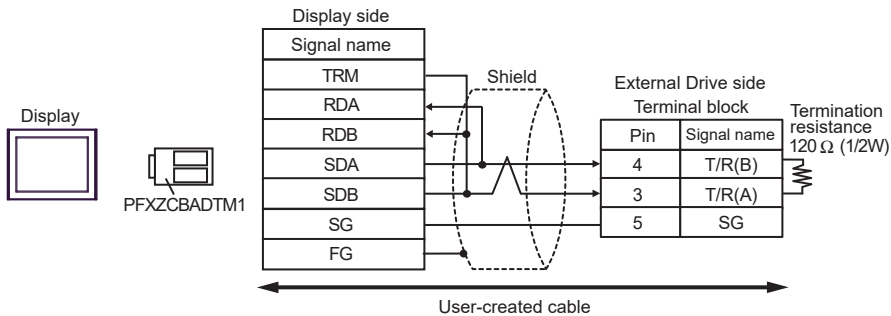 Display side
Signal name
TRM
RDA
RDB
SDA
SDB
SG
FG
Shield
External Drive side
Terminal block
Pin
Signal name
4
T/R(B)
3
T/R(A)
5
SG
Termination
resistance
120 Ω (1/2W)
Display
PFXZCBADTM1
User-created cable